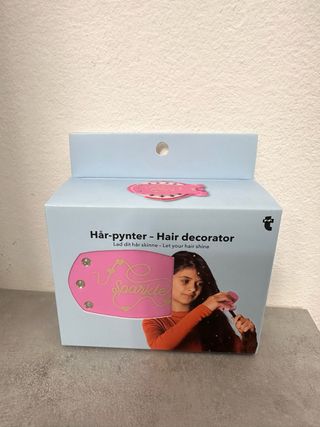 Hår-pynter – Hair decorator
Lad dit hår skinne - Let your hair shine
Sparkle
t